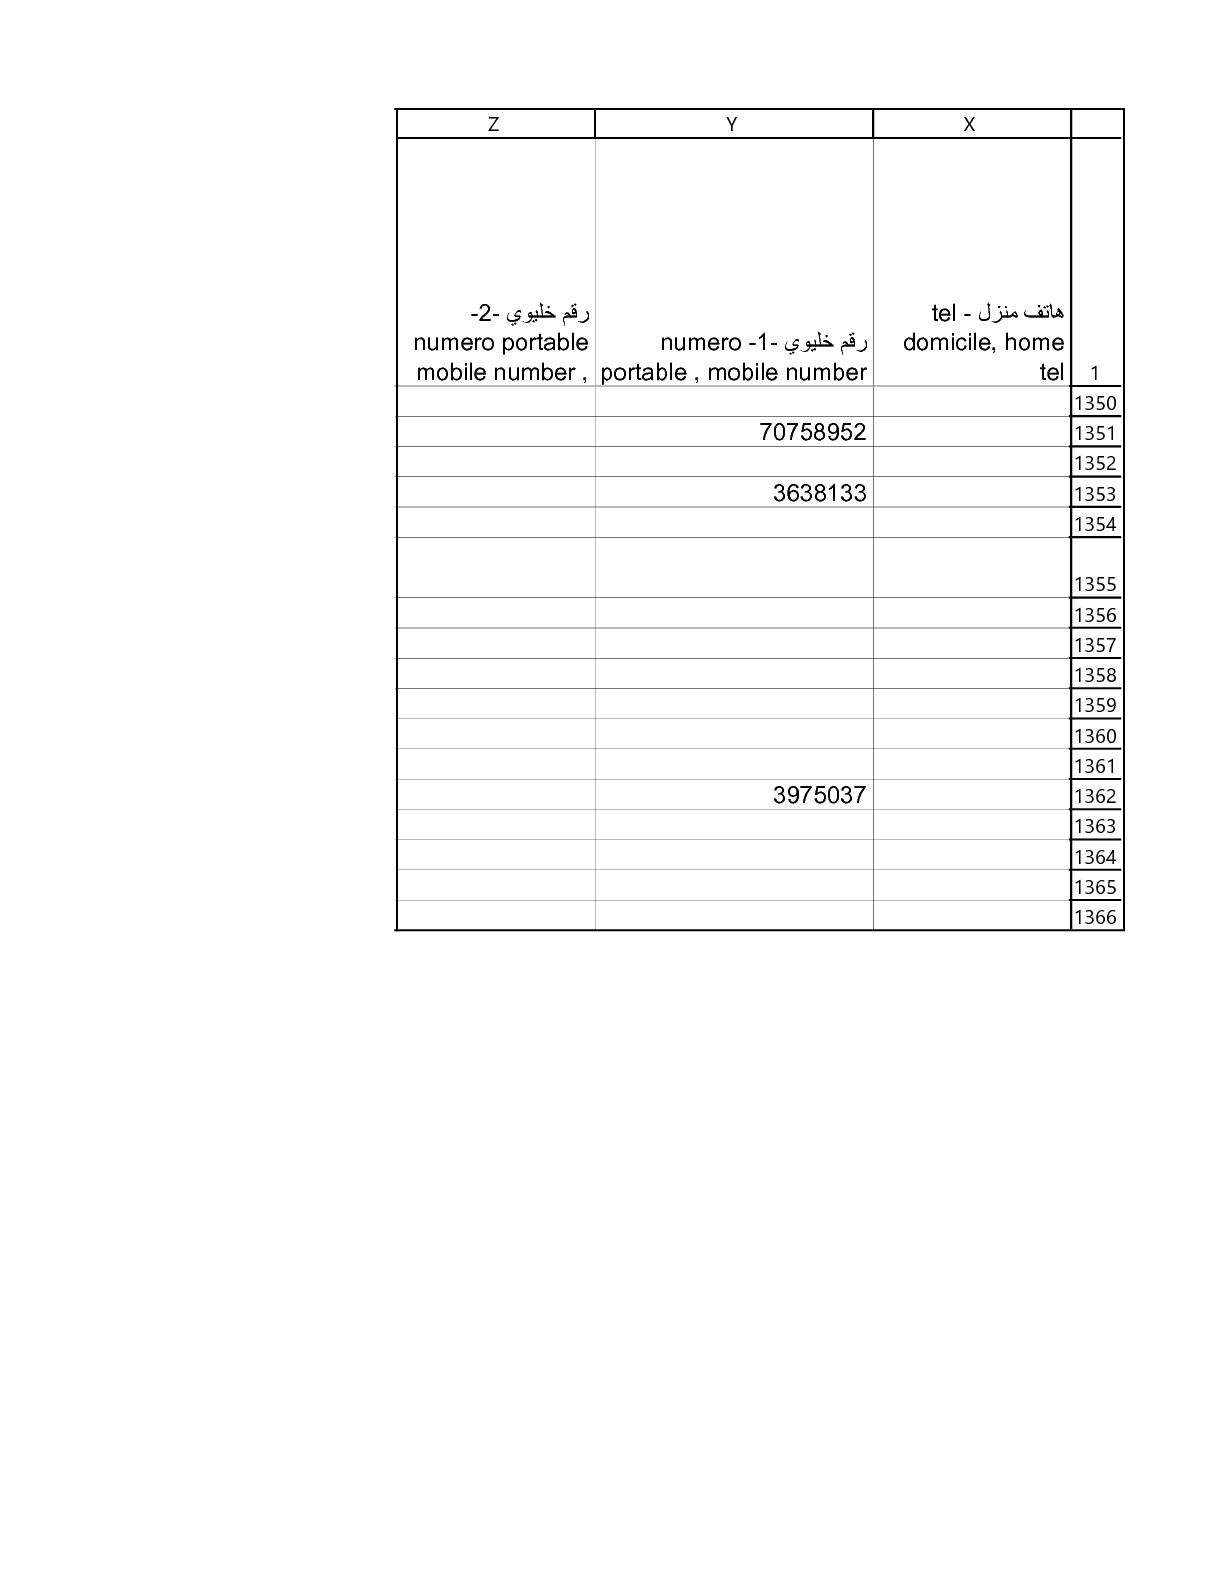 Z Y X
رقم خليوي -2-
numero portable
mobile number ,
رقم خليوي -1- numero
portable , mobile number
هاتف منزل - tel
domicile, home
tel
1
1350
70758952 1351
1352
3638133 1353
1354
1355
1356
1357
1358
1359
1360
1361
3975037 1362
1363
1364
1365
1366